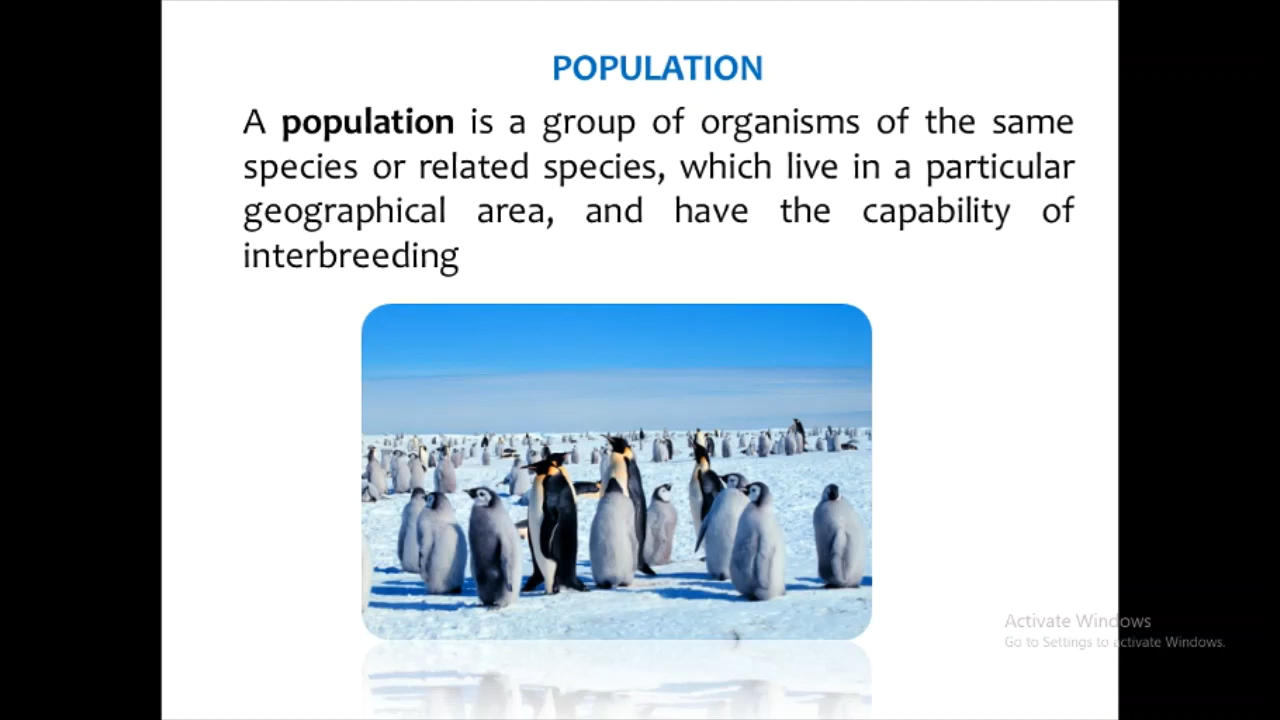 POPULATION
A population is a group of organisms of the same
species or related species, which live in a particular
geographical area, and have the capability of
interbreeding
Activate Windows
Go to Settings to activate Windows.